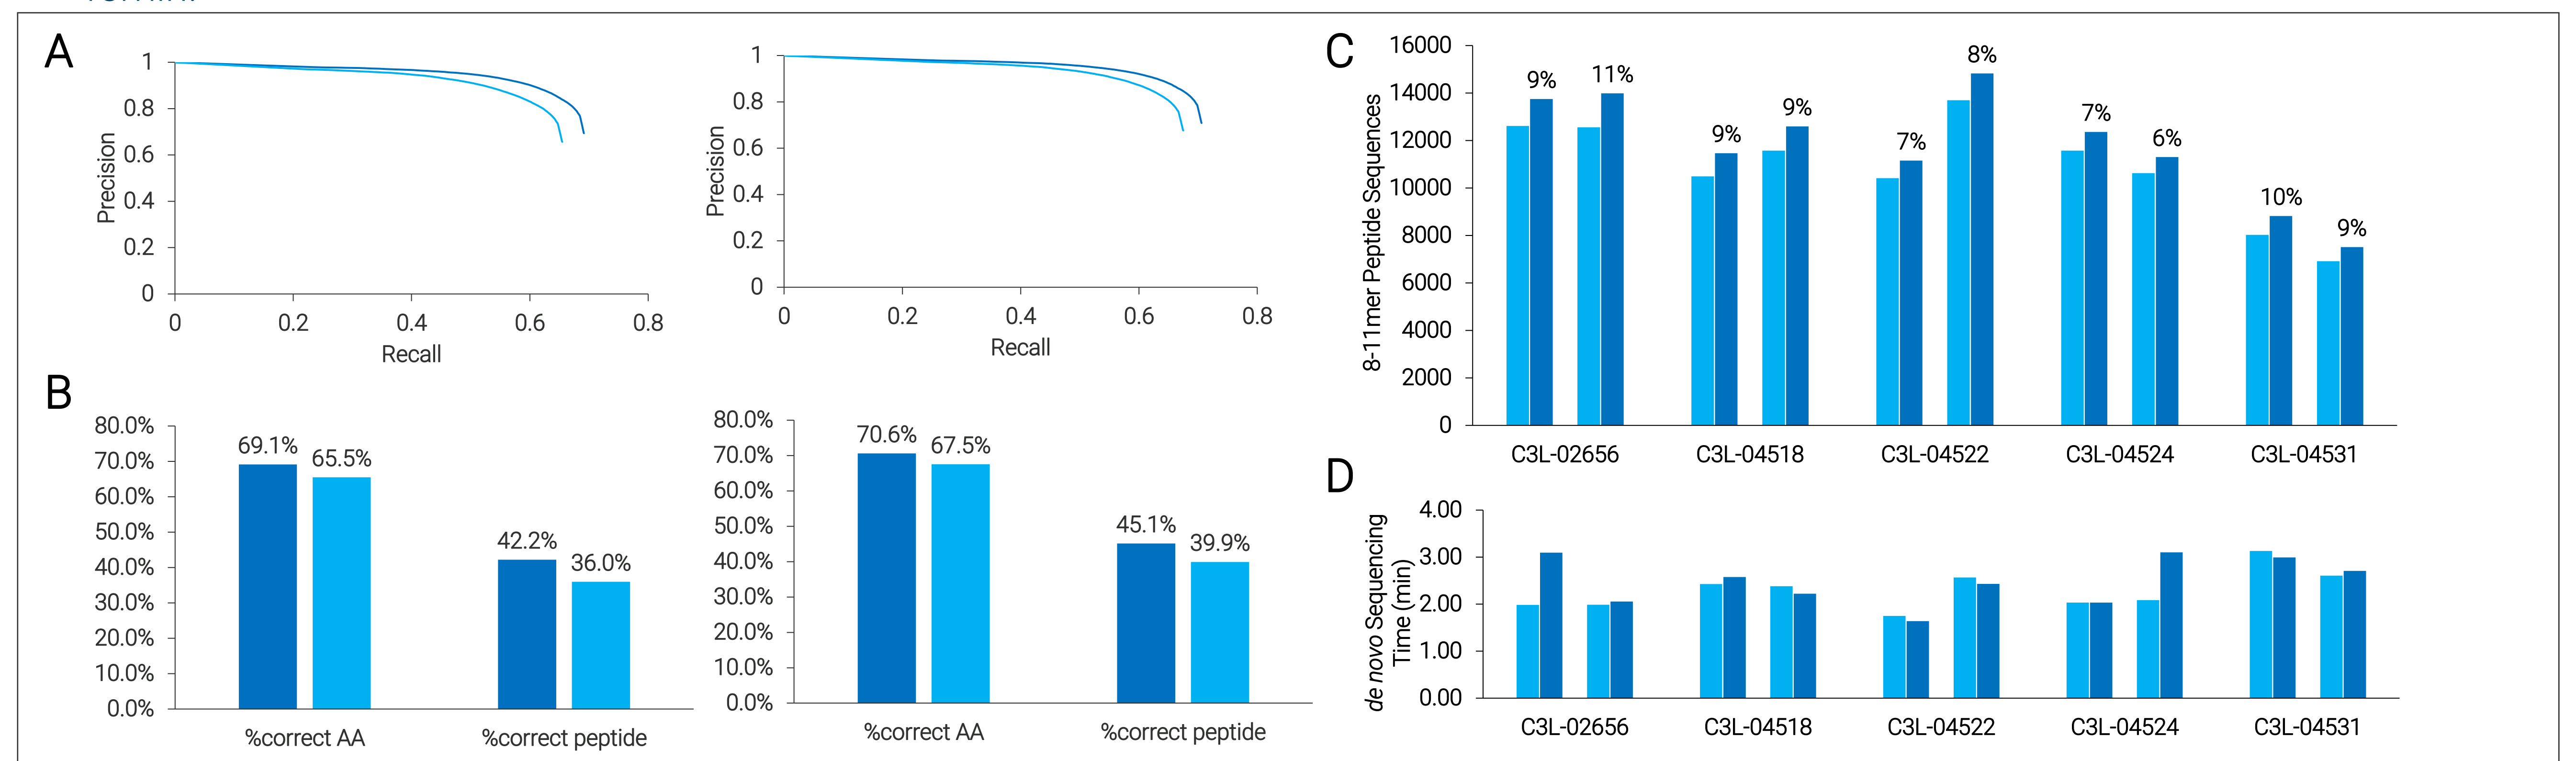 A
1
0.8
0.6
0.4
0.2
0
Precision
0
0.2
0.4
0.6
0.8
Recall
1
0.8
0.6
0.4
0.2
0
Precision
0
0.2
0.4
0.6
0.8
Recall
B
80.0%
70.0%
60.0%
50.0%
40.0%
30.0%
20.0%
10.0%
0.0%
69.1%
65.5%
42.2%
36.0%
%correct AA
%correct peptide
80.0%
70.0%
60.0%
50.0%
40.0%
30.0%
20.0%
10.0%
0.0%
70.6%
67.5%
45.1%
39.9%
%correct AA
%correct peptide
C
8-11mer Peptide Sequences
16000
14000
12000
10000
8000
6000
4000
2000
0
9%
11%
9%
9%
7%
8%
7%
6%
10%
9%
C3L-02656
C3L-04518
C3L-04522
C3L-04524
C3L-04531
D
de novo Sequencing
Time (min)
4.00
3.00
2.00
1.00
0.00
C3L-02656
C3L-04518
C3L-04522
C3L-04524
C3L-04531